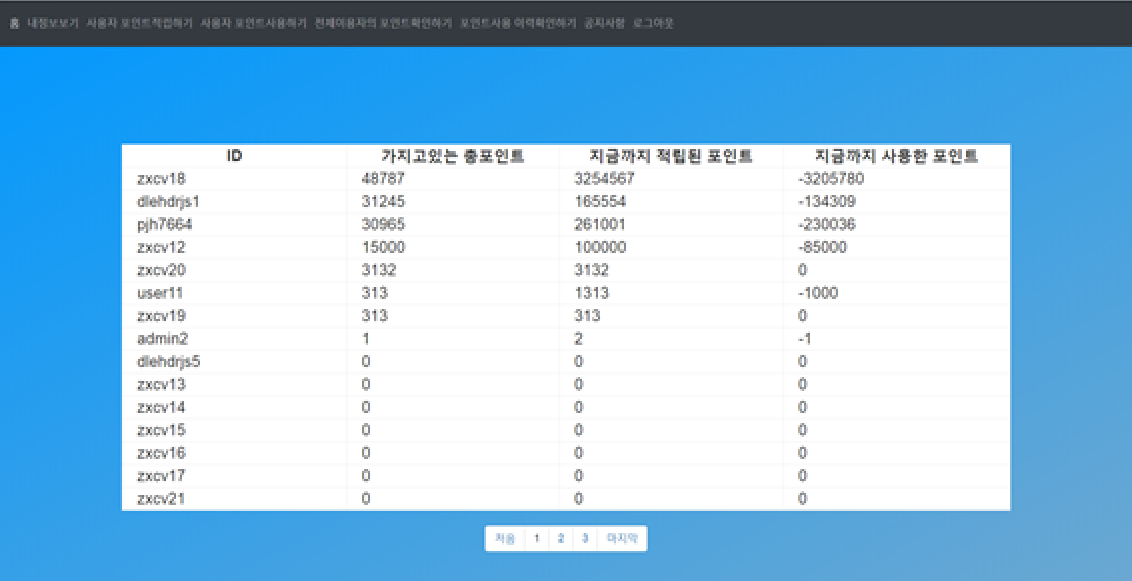 홈 내정보보기 사용자 포인트적립하기 사용자 포인트사용하기 전체이용자의 포인트확인하기 포인트사용 이력확인하기 공지사항 로그아웃
ID 가지고있는 총포인트 지금까지 적립된 포인트 지금까지 사용한 포인트
zxcv18 48787 3254567 -3205780
dlehdrjs1 31245 165554 -134309
pjh7664 30965 261001 -230036
zxcv12 15000 100000 -85000
zxcv20 3132 3132 0
user11 313 1313 -1000
zxcv19 313 313 0
admin2 1 2 -1
dlehdrjs5 0 0 0
zxcv13 0 0 0
zxcv14 0 0 0
zxcv15 0 0 0
zxcv16 0 0 0
zxcv17 0 0 0
zxcv21 0 0 0
처음 1 2 3 마지막